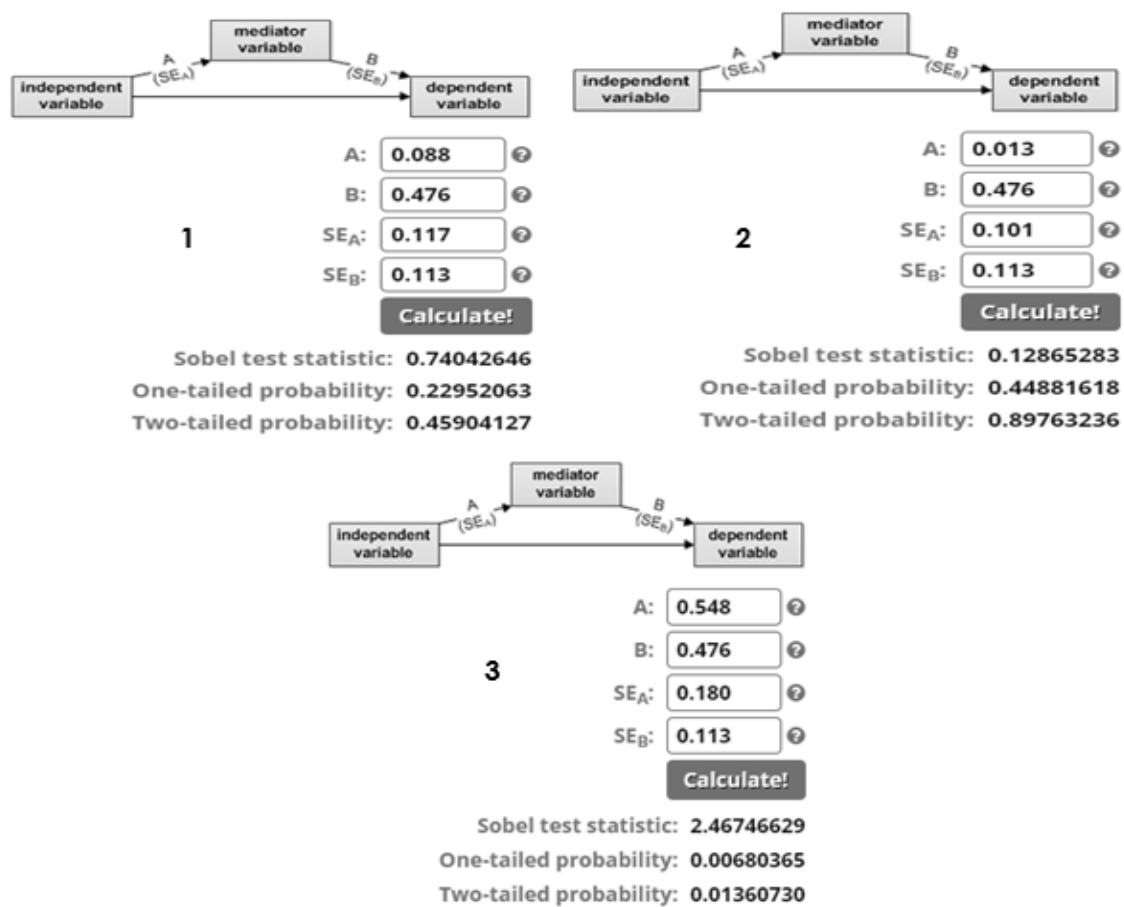 mediator
variable
A
(SEA)
B
(SEB)
independent
variable
dependent
variable
A: 0.088 ?
B: 0.476 ?
1
SEA: 0.117 ?
SEB: 0.113 ?
Calculate!
Sobel test statistic: 0.74042646
One-tailed probability: 0.22952063
Two-tailed probability: 0.45904127
mediator
variable
A
(SEA)
B
(SEB)
independent
variable
dependent
variable
A: 0.013 ?
B: 0.476 ?
2
SEA: 0.101 ?
SEB: 0.113 ?
Calculate!
Sobel test statistic: 0.12865283
One-tailed probability: 0.44881618
Two-tailed probability: 0.89763236
mediator
variable
A
(SEA)
B
(SEB)
independent
variable
dependent
variable
A: 0.548 ?
B: 0.476 ?
3
SEA: 0.180 ?
SEB: 0.113 ?
Calculate!
Sobel test statistic: 2.46746629
One-tailed probability: 0.00680365
Two-tailed probability: 0.01360730